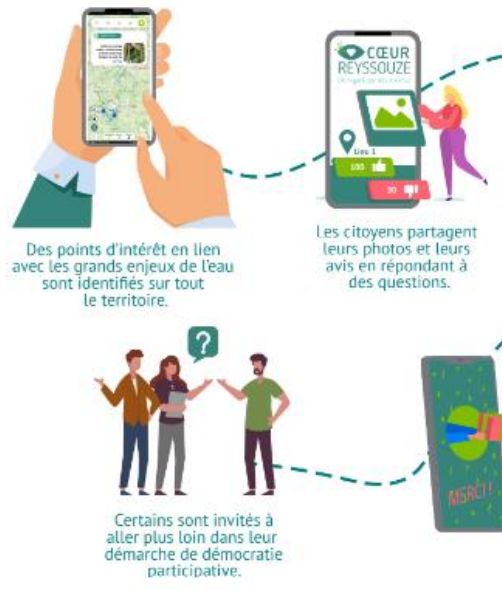 CŒUR
REYSSOUZE
Lieu 1
100
30
Des points d'intérêt en lien
avec les grands enjeux de l'eau
sont identifiés sur tout
le territoire.
Les citoyens partagent
leurs photos et leurs
avis en répondant à
des questions.
?
MERCI !
Certains sont invités à
aller plus loin dans leur
démarche de démocratie
participative.